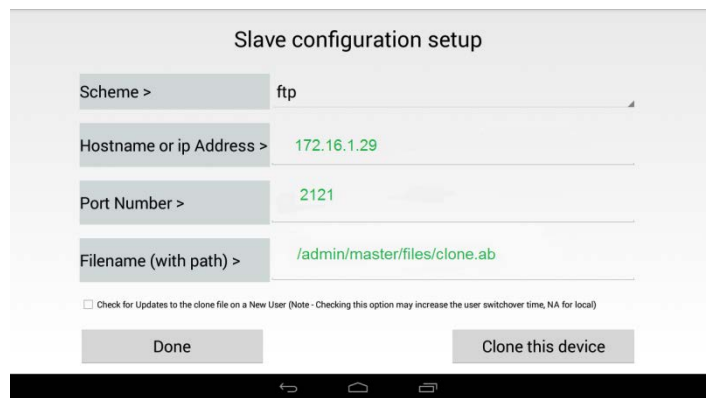 Slave configuration setup
Scheme > ftp
Hostname or ip Address > 172.16.1.29
Port Number > 2121
Filename (with path) > /admin/master/files/clone.ab
Check for Updates to the clone file on a New User (Note - Checking this option may increase the user switchover time, NA for local)
Done Clone this device